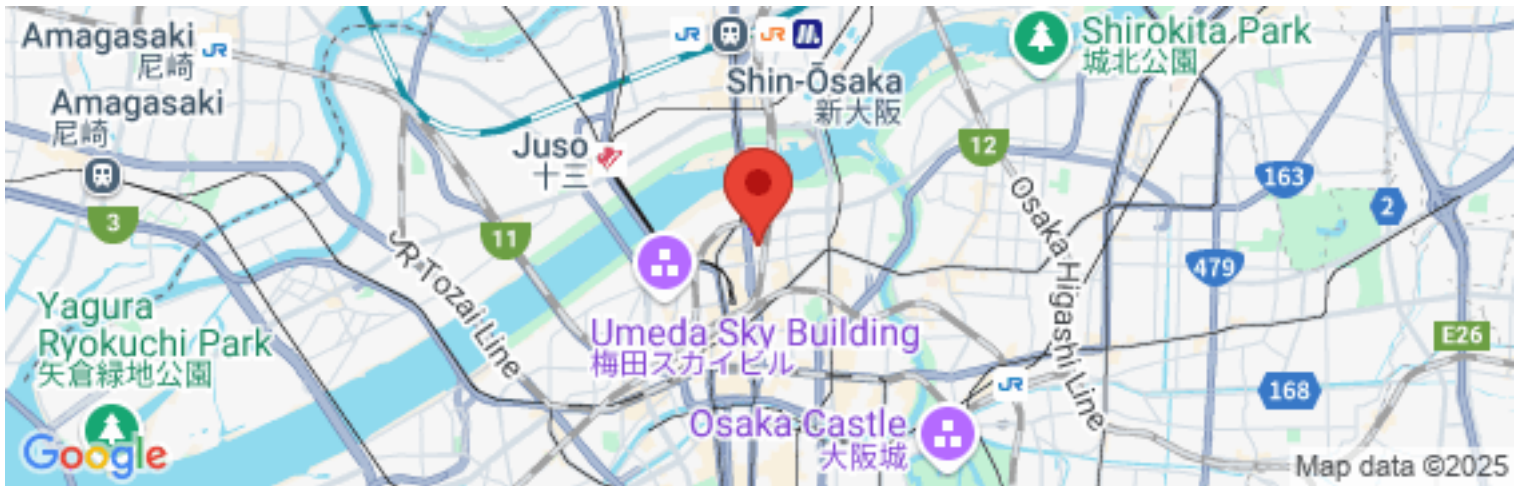 Amagasaki
尼崎
JR
JR
JR
Shin-Ōsaka
新大阪
Shirokita Park
城北公園
Amagasaki
尼崎
Juso
十三
12
163
2
3
11
479
JR Tozai Line
Osaka Higashi Line
Yagura
Ryokuchi Park
矢倉緑地公園
Umeda Sky Building
梅田スカイビル
E26
JR
168
Osaka Castle
大阪城
Google
Map data ©2025